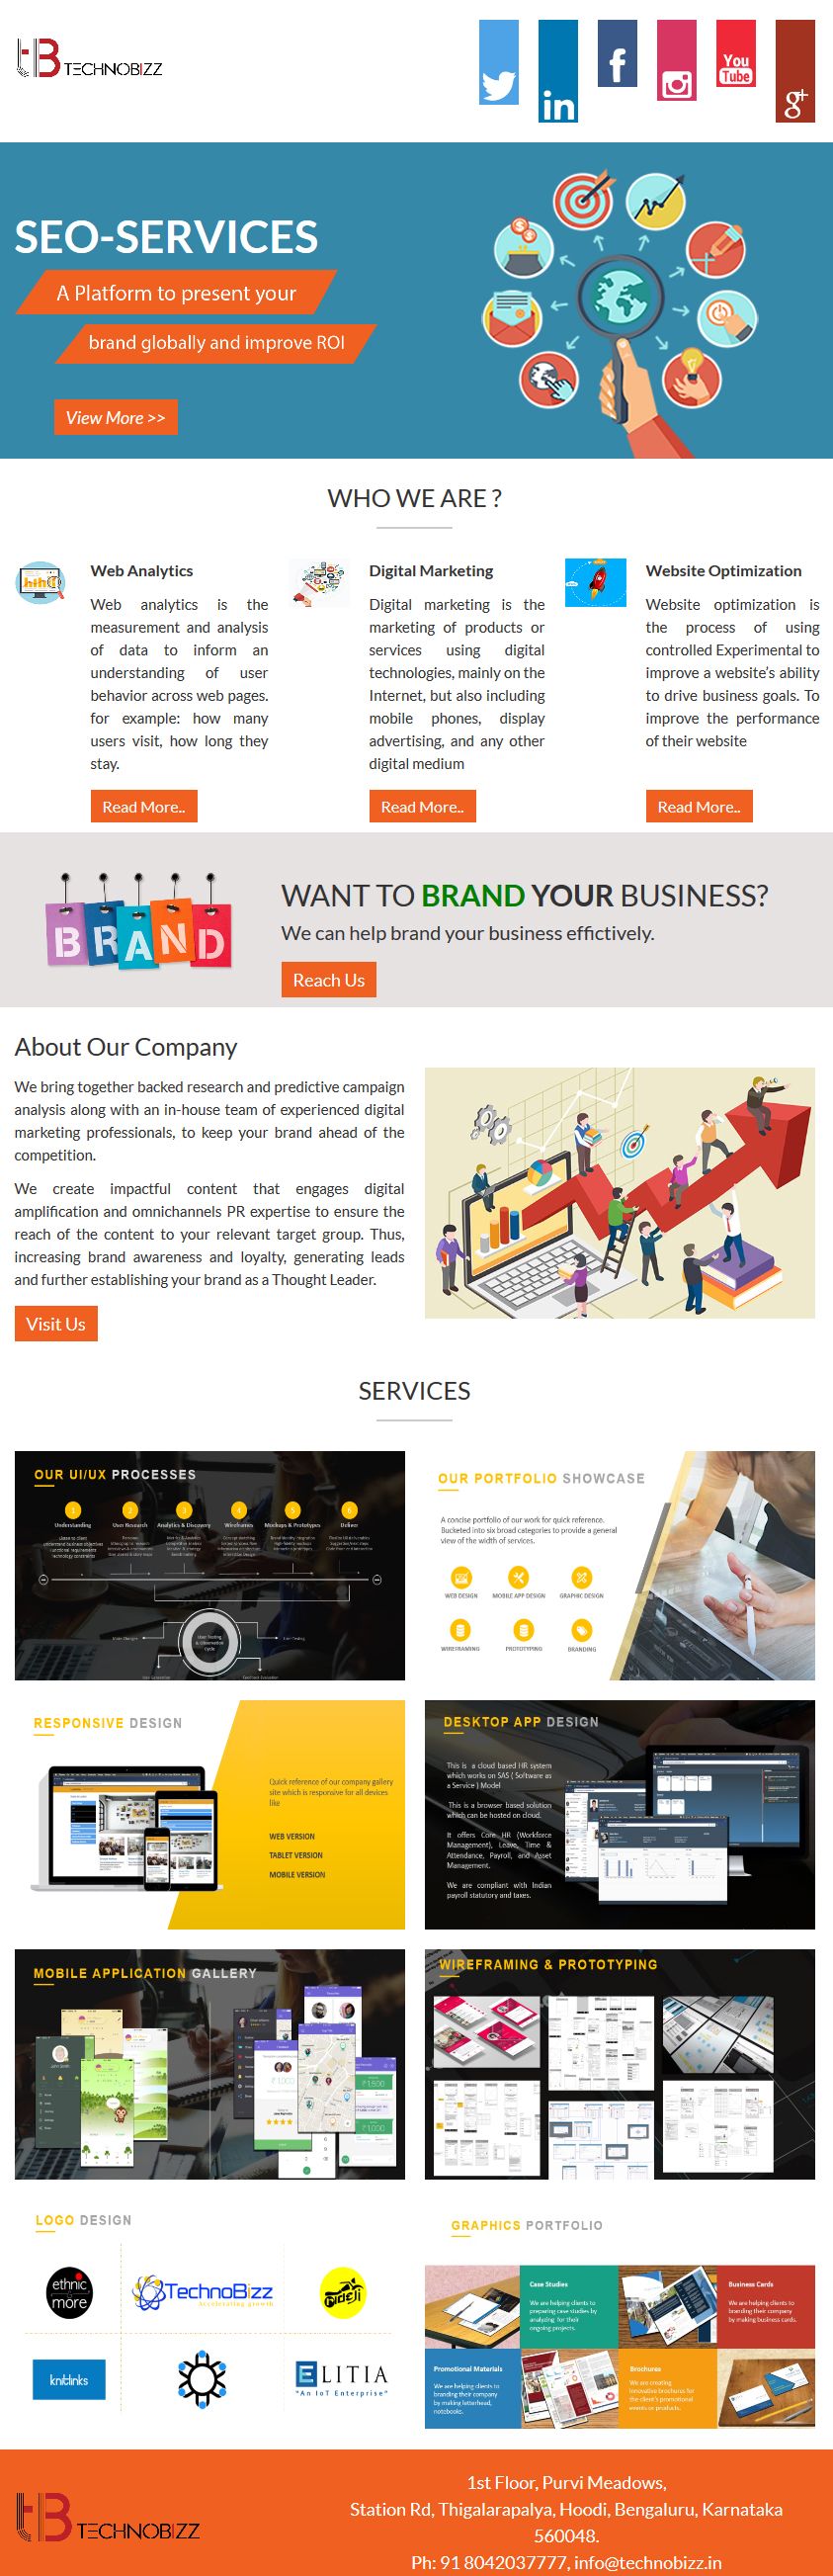 tB TECHNOBIZZ
in
f
You
Tube
g+
SEO-SERVICES
A Platform to present your
brand globally and improve ROI
View More >>
WHO WE ARE ?
Web Analytics
Web analytics is the
measurement and analysis
of data to inform an
understanding of user
behavior across web pages.
for example: how many
users visit, how long they
stay.
Read More..
Digital Marketing
Digital marketing is the
marketing of products or
services using digital
technologies, mainly on the
Internet, but also including
mobile phones, display
advertising, and any other
digital medium
Read More..
Website Optimization
Website optimization is
the process of using
controlled Experimental to
improve a website's ability
to drive business goals. To
improve the performance
of their website
Read More..
BRAND
WANT TO BRAND YOUR BUSINESS?
We can help brand your business effictively.
Reach Us
About Our Company
We bring together backed research and predictive campaign
analysis along with an in-house team of experienced digital
marketing professionals, to keep your brand ahead of the
competition.
We create impactful content that engages digital
amplification and omnichannels PR expertise to ensure the
reach of the content to your relevant target group. Thus,
increasing brand awareness and loyalty, generating leads
and further establishing your brand as a Thought Leader.
Visit Us
SERVICES
OUR UI/UX PROCESSES
1 2 3 4 5 6
Understanding User Research Analytics & Discovery Wireframes Mockups & Prototypes Deliver
OUR PORTFOLIO SHOWCASE
A concise portfolio of our work for quick reference.
Bucketed into six broad categories to provide a general
view of the width of services.
WEB DESIGN MOBILE APP DESIGN GRAPHIC DESIGN
WIREFRAMING PROTOTYPING BRANDING
RESPONSIVE DESIGN
Quick reference of our company gallery
site which is responsive for all devices
like
WEB VERSION
TABLET VERSION
MOBILE VERSION
DESKTOP APP DESIGN
This is a cloud based HR system
which works on SAS ( Software as
a Service ) Model
This is a browser based solution
which can be hosted on cloud.
It offers Core HR (Workforce
Management), Leave, Time &
Attendance, Payroll, and Asset
Management.
We are compliant with Indian
payroll statutory and taxes.
MOBILE APPLICATION GALLERY
WIREFRAMING & PROTOTYPING
LOGO DESIGN
ethnic
&
more
TechnoBizz
Accelerating growth
knitlinks
ELITIA
"An IoT Enterprise"
GRAPHICS PORTFOLIO
Case Studies
We are helping clients to
preparing case studies by
analyzing for their
ongoing projects.
Business Cards
We are helping clients to
branding their company
by making business cards.
Promotional Materials
We are helping clients to
branding their company
by making letterhead,
notebooks.
Brochures
We are creating
innovative brochures for
the client's promotional
events or products.
tB TECHNOBIZZ
1st Floor, Purvi Meadows,
Station Rd, Thigalarapalya, Hoodi, Bengaluru, Karnataka
560048.
Ph: 91 8042037777, info@technobizz.in